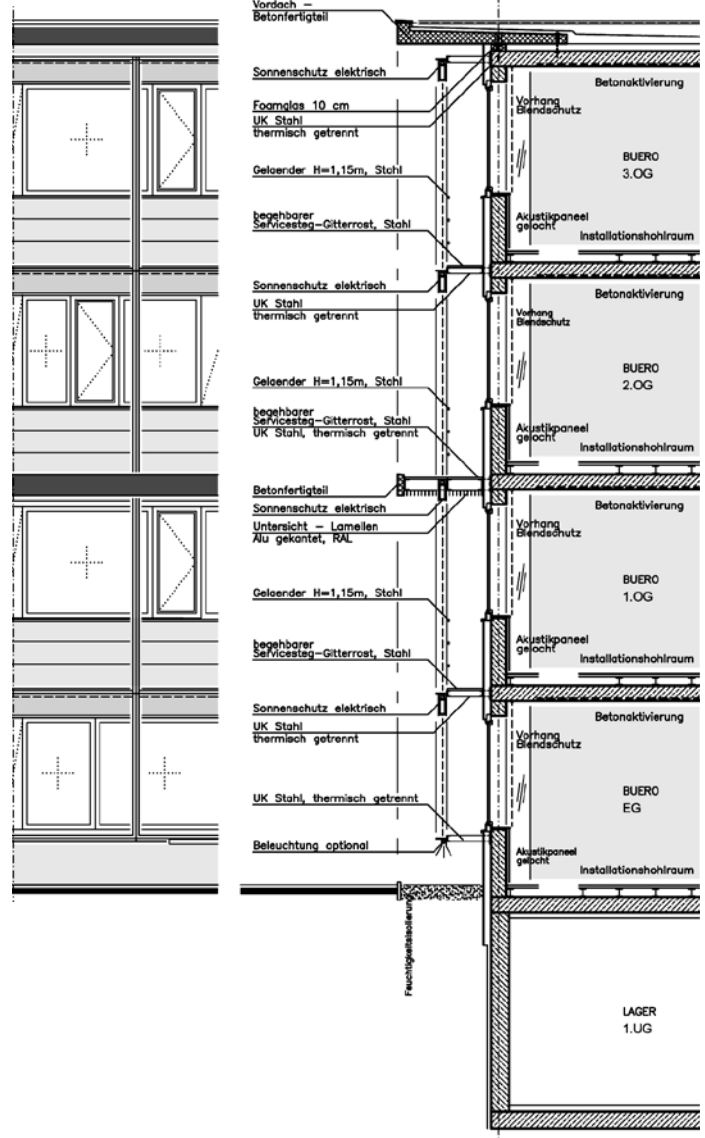 Vordach –
Betonfertigteil
Sonnenschutz elektrisch
Foamglas 10 cm
UK Stahl
thermisch getrennt
Gelaender H=1,15m, Stahl
begehbarer
Servicesteg-Gitterrost, Stahl
Sonnenschutz elektrisch
UK Stahl
thermisch getrennt
Gelaender H=1,15m, Stahl
begehbarer
Servicesteg-Gitterrost, Stahl
UK Stahl, thermisch getrennt
Betonfertigteil
Sonnenschutz elektrisch
Untersicht – Lamellen
Alu gekantet, RAL
Gelaender H=1,15m, Stahl
begehbarer
Servicesteg-Gitterrost, Stahl
Sonnenschutz elektrisch
UK Stahl
thermisch getrennt
UK Stahl, thermisch getrennt
Beleuchtung optional
Feuchtigkeitsisolierung
Betonaktivierung
Vorhang
Blendschutz
BUERO
3.OG
Akustikpaneel
gelocht
Installationshohlraum
Betonaktivierung
Vorhang
Blendschutz
BUERO
2.OG
Akustikpaneel
gelocht
Installationshohlraum
Betonaktivierung
Vorhang
Blendschutz
BUERO
1.OG
Akustikpaneel
gelocht
Installationshohlraum
Betonaktivierung
Vorhang
Blendschutz
BUERO
EG
Akustikpaneel
gelocht
Installationshohlraum
LAGER
1.UG